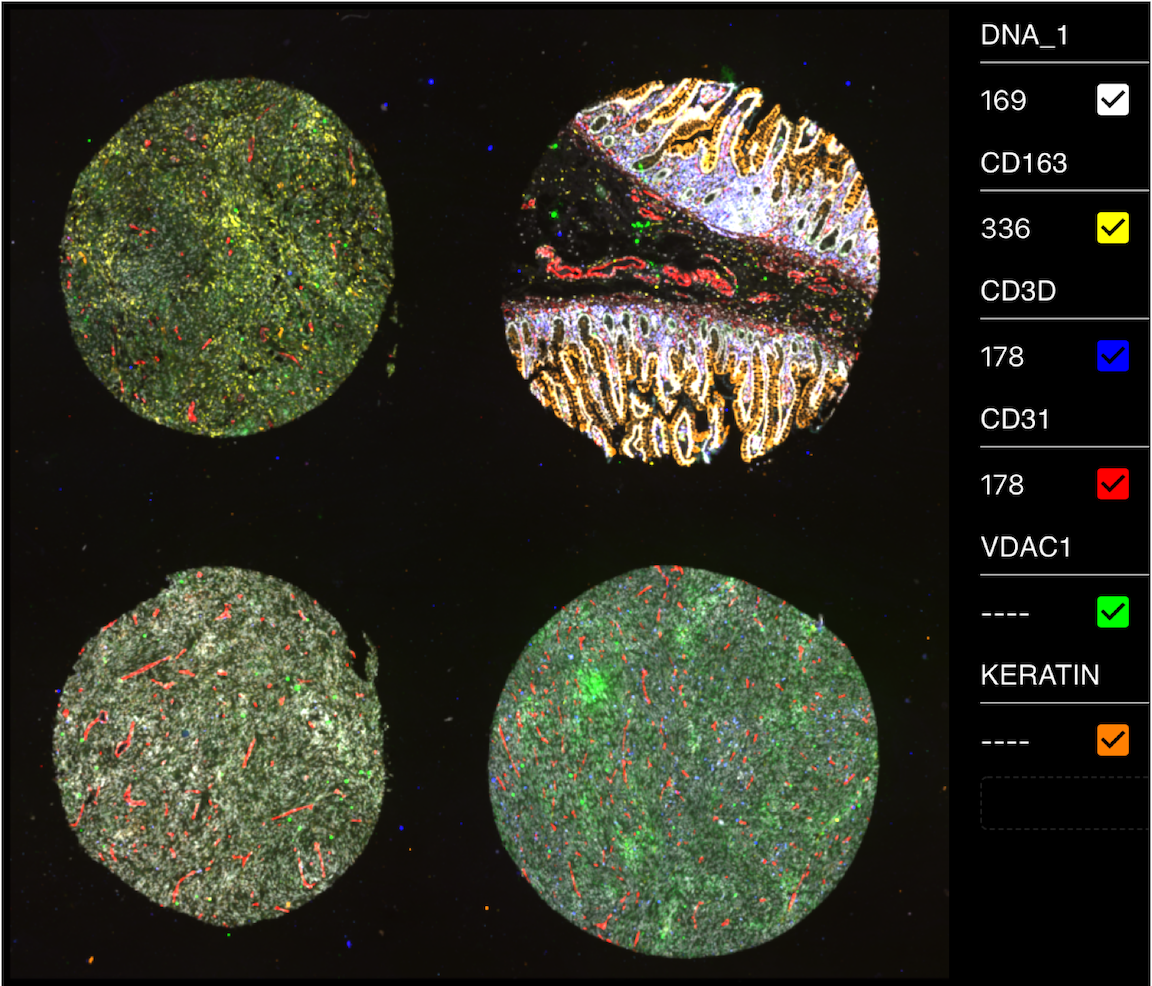 DNA_1
169
CD163
336
CD3D
178
CD31
178
VDAC1
----
KERATIN
----